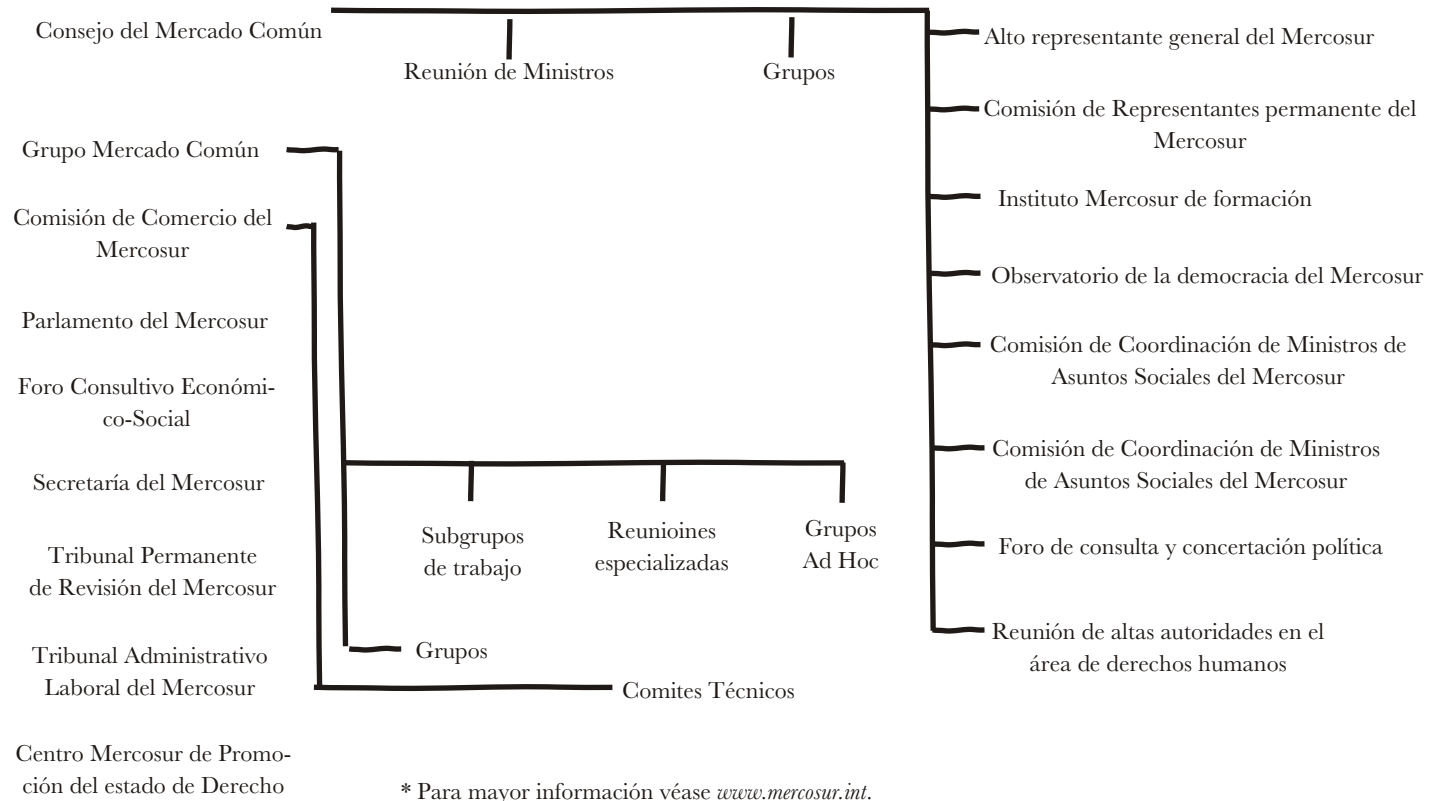 Consejo del Mercado Común
Reunión de Ministros
Grupos
Grupo Mercado Común
Comisión de Comercio del
Mercosur
Parlamento del Mercosur
Foro Consultivo Económi-
co-Social
Secretaría del Mercosur
Tribunal Permanente
de Revisión del Mercosur
Tribunal Administrativo
Laboral del Mercosur
Centro Mercosur de Promo-
ción del estado de Derecho
Subgrupos
de trabajo
Reunioines
especializadas
Grupos
Ad Hoc
Grupos
Comites Técnicos
Alto representante general del Mercosur
Comisión de Representantes permanente del
Mercosur
Instituto Mercosur de formación
Observatorio de la democracia del Mercosur
Comisión de Coordinación de Ministros de
Asuntos Sociales del Mercosur
Comisión de Coordinación de Ministros
de Asuntos Sociales del Mercosur
Foro de consulta y concertación política
Reunión de altas autoridades en el
área de derechos humanos
* Para mayor información véase www.mercosur.int.